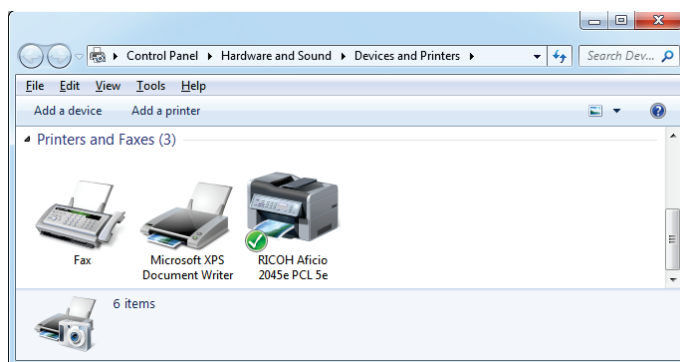 Control Panel Hardware and Sound Devices and Printers Search Dev...
File Edit View Tools Help
Add a device Add a printer
Printers and Faxes (3)
Fax
Microsoft XPS
Document Writer
RICOH Aficio
2045e PCL 5e
6 items